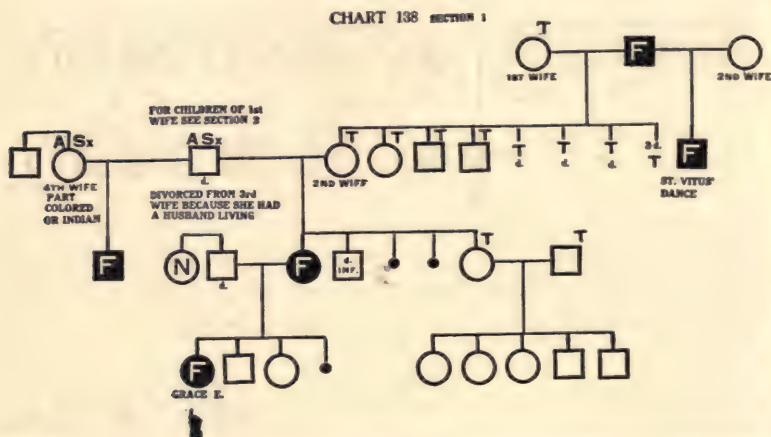 CHART 138 SECTION 1
T
F
1ST WIFE
2ND WIFE
FOR CHILDREN OF 1st
WIFE SEE SECTION 2
A Sx
A Sx
T
T
T
T
T
d.
T
d.
T
d.
T
F
d.
4TH WIFE
PART
COLORED
OR INDIAN
DIVORCED FROM 3rd
WIFE BECAUSE SHE HAD
A HUSBAND LIVING
2ND WIFE
ST. VITUS'
DANCE
F
N
d.
F
d.
INF.
T
T
F
GRACE E.